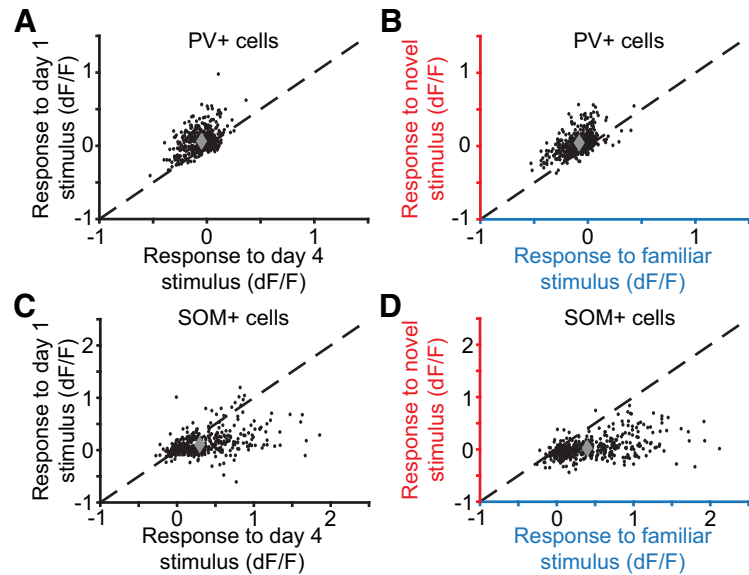 A
PV+ cells
Response to day 1
stimulus (dF/F)
1
0
-1
-1
0
1
Response to day 4
stimulus (dF/F)
B
PV+ cells
Response to novel
stimulus (dF/F)
1
0
-1
-1
0
1
Response to familiar
stimulus (dF/F)
C
SOM+ cells
Response to day 1
stimulus (dF/F)
2
1
0
-1
-1
0
1
2
Response to day 4
stimulus (dF/F)
D
SOM+ cells
Response to novel
stimulus (dF/F)
2
1
0
-1
-1
0
1
2
Response to familiar
stimulus (dF/F)